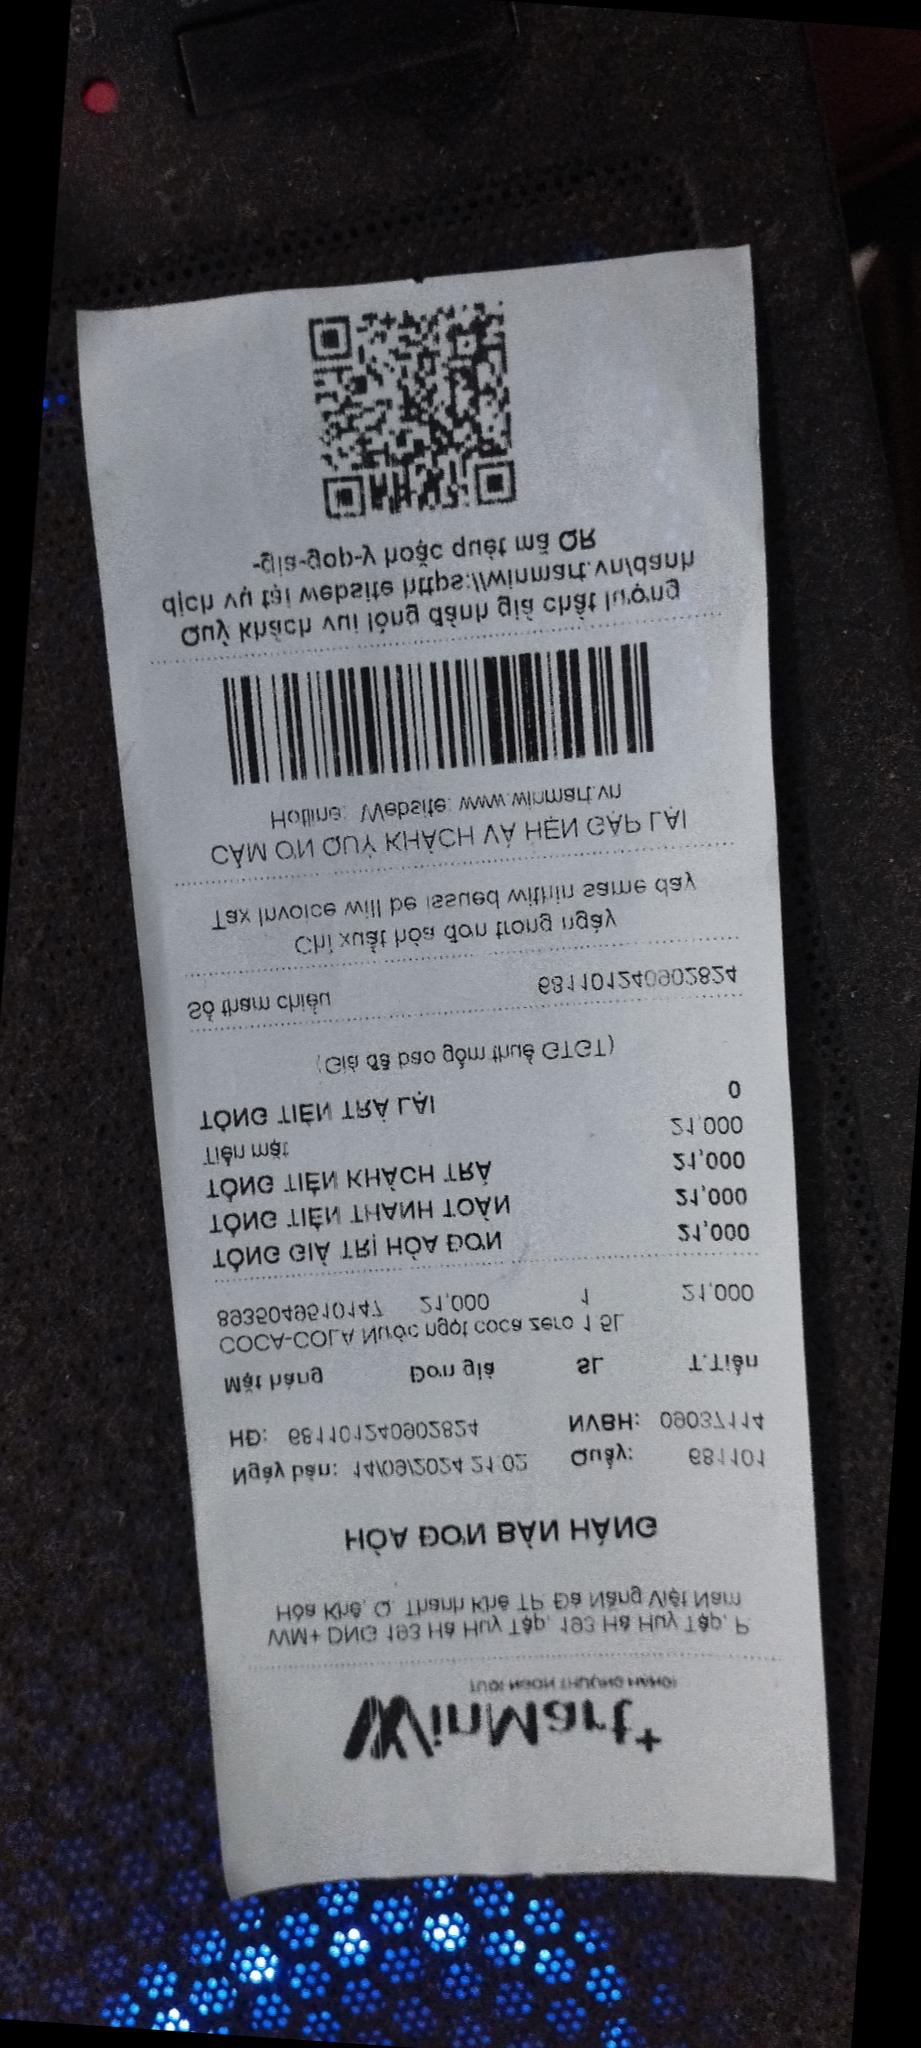 WinMart+
TƯƠI NGON THƯỢNG HẠNG!
WM+ DNG 193 Hà Huy Tập, 193 Hà Huy Tập, P.
Hòa Khê, Q. Thanh Khê TP. Đà Nẵng Việt Nam
HÓA ĐƠN BÁN HÀNG
Ngày bán: 14/09/2024 21:02 Quầy: 681101
HĐ: 681101240902824 NVBH: 09037114
Mặt hàng Đơn giá SL T.Tiền
COCA-COLA Nước ngọt coca zero 1.5L
8935049510147 21,000 1 21,000
TỔNG GIÁ TRỊ HÓA ĐƠN 21,000
TỔNG TIỀN THANH TOÁN 21,000
TỔNG TIỀN KHÁCH TRẢ 21,000
Tiền mặt 21,000
TỔNG TIỀN TRẢ LẠI 0
(Giá đã bao gồm thuế GTGT)
Số tham chiếu 681101240902824
Chỉ xuất hóa đơn trong ngày
Tax Invoice will be issued within same day
CẢM ƠN QUÝ KHÁCH VÀ HẸN GẶP LẠI
Hotline: Website: www.winmart.vn
Quý khách vui lòng đánh giá chất lượng
dịch vụ tại website https://winmart.vn/danh
-gia-gop-y hoặc quét mã QR